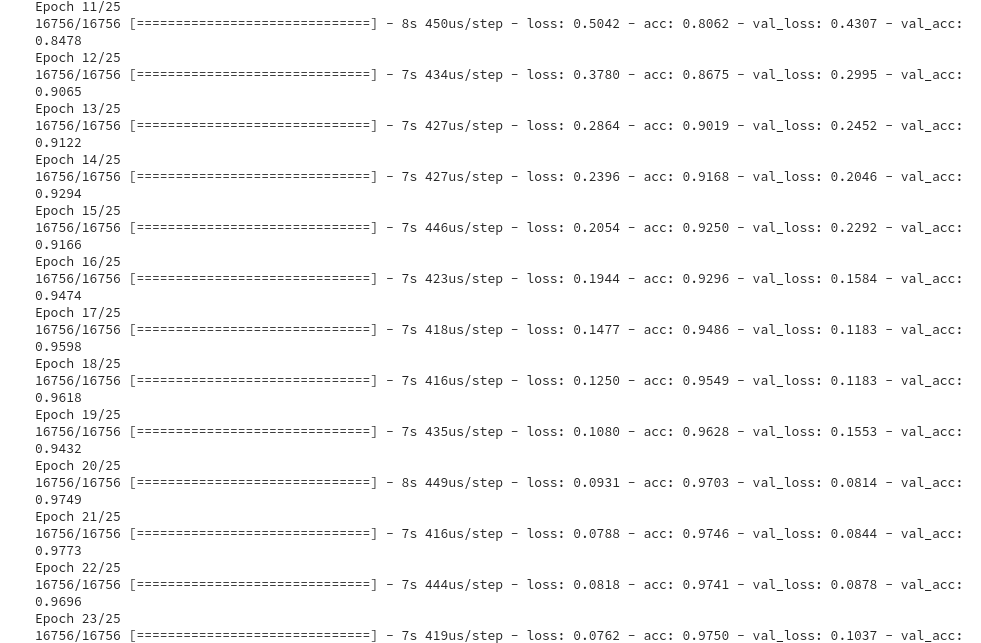 Epoch 11/25
16756/16756 [==============================] - 8s 450us/step - loss: 0.5042 - acc: 0.8062 - val_loss: 0.4307 - val_acc:
0.8478
Epoch 12/25
16756/16756 [==============================] - 7s 434us/step - loss: 0.3780 - acc: 0.8675 - val_loss: 0.2995 - val_acc:
0.9065
Epoch 13/25
16756/16756 [==============================] - 7s 427us/step - loss: 0.2864 - acc: 0.9019 - val_loss: 0.2452 - val_acc:
0.9122
Epoch 14/25
16756/16756 [==============================] - 7s 427us/step - loss: 0.2396 - acc: 0.9168 - val_loss: 0.2046 - val_acc:
0.9294
Epoch 15/25
16756/16756 [==============================] - 7s 446us/step - loss: 0.2054 - acc: 0.9250 - val_loss: 0.2292 - val_acc:
0.9166
Epoch 16/25
16756/16756 [==============================] - 7s 423us/step - loss: 0.1944 - acc: 0.9296 - val_loss: 0.1584 - val_acc:
0.9474
Epoch 17/25
16756/16756 [==============================] - 7s 418us/step - loss: 0.1477 - acc: 0.9486 - val_loss: 0.1183 - val_acc:
0.9598
Epoch 18/25
16756/16756 [==============================] - 7s 416us/step - loss: 0.1250 - acc: 0.9549 - val_loss: 0.1183 - val_acc:
0.9618
Epoch 19/25
16756/16756 [==============================] - 7s 435us/step - loss: 0.1080 - acc: 0.9628 - val_loss: 0.1553 - val_acc:
0.9432
Epoch 20/25
16756/16756 [==============================] - 8s 449us/step - loss: 0.0931 - acc: 0.9703 - val_loss: 0.0814 - val_acc:
0.9749
Epoch 21/25
16756/16756 [==============================] - 7s 416us/step - loss: 0.0788 - acc: 0.9746 - val_loss: 0.0844 - val_acc:
0.9773
Epoch 22/25
16756/16756 [==============================] - 7s 444us/step - loss: 0.0818 - acc: 0.9741 - val_loss: 0.0878 - val_acc:
0.9696
Epoch 23/25
16756/16756 [==============================] - 7s 419us/step - loss: 0.0762 - acc: 0.9750 - val_loss: 0.1037 - val_acc: